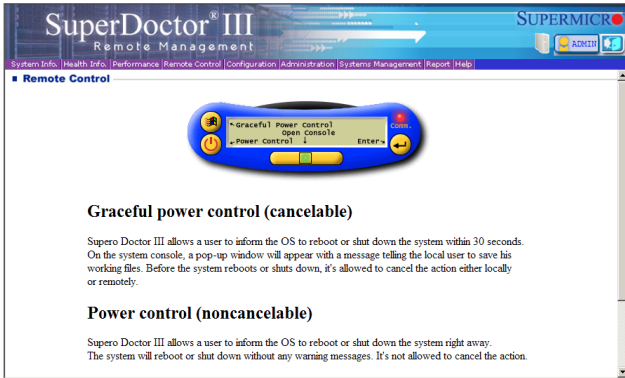 SuperDoctor® III
Remote Management
SUPERMICRO
ADMIN
System Info. Health Info. Performance Remote Control Configuration Administration Systems Management Report Help
Remote Control
Graceful Power Control
Open Console
Power Control
Enter
Comm.
Graceful power control (cancelable)
Supero Doctor III allows a user to inform the OS to reboot or shut down the system within 30 seconds.
On the system console, a pop-up window will appear with a message telling the local user to save his
working files. Before the system reboots or shuts down, it's allowed to cancel the action either locally
or remotely.
Power control (noncancelable)
Supero Doctor III allows a user to inform the OS to reboot or shut down the system right away.
The system will reboot or shut down without any warning messages. It's not allowed to cancel the action.